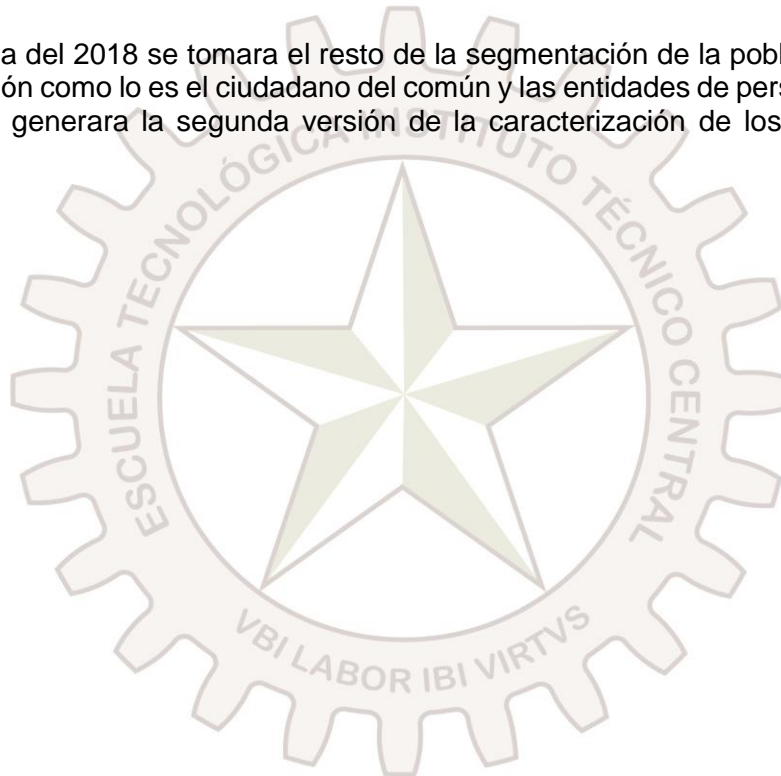 a del 2018 se tomara el resto de la segmentación de la pobl
ón como lo es el ciudadano del común y las entidades de pers
generara la segunda versión de la caracterización de los
ESCUELA TECNOLÓGICA INSTITUTO TÉCNICO CENTRAL
VBI LABOR IBI VIRTVS